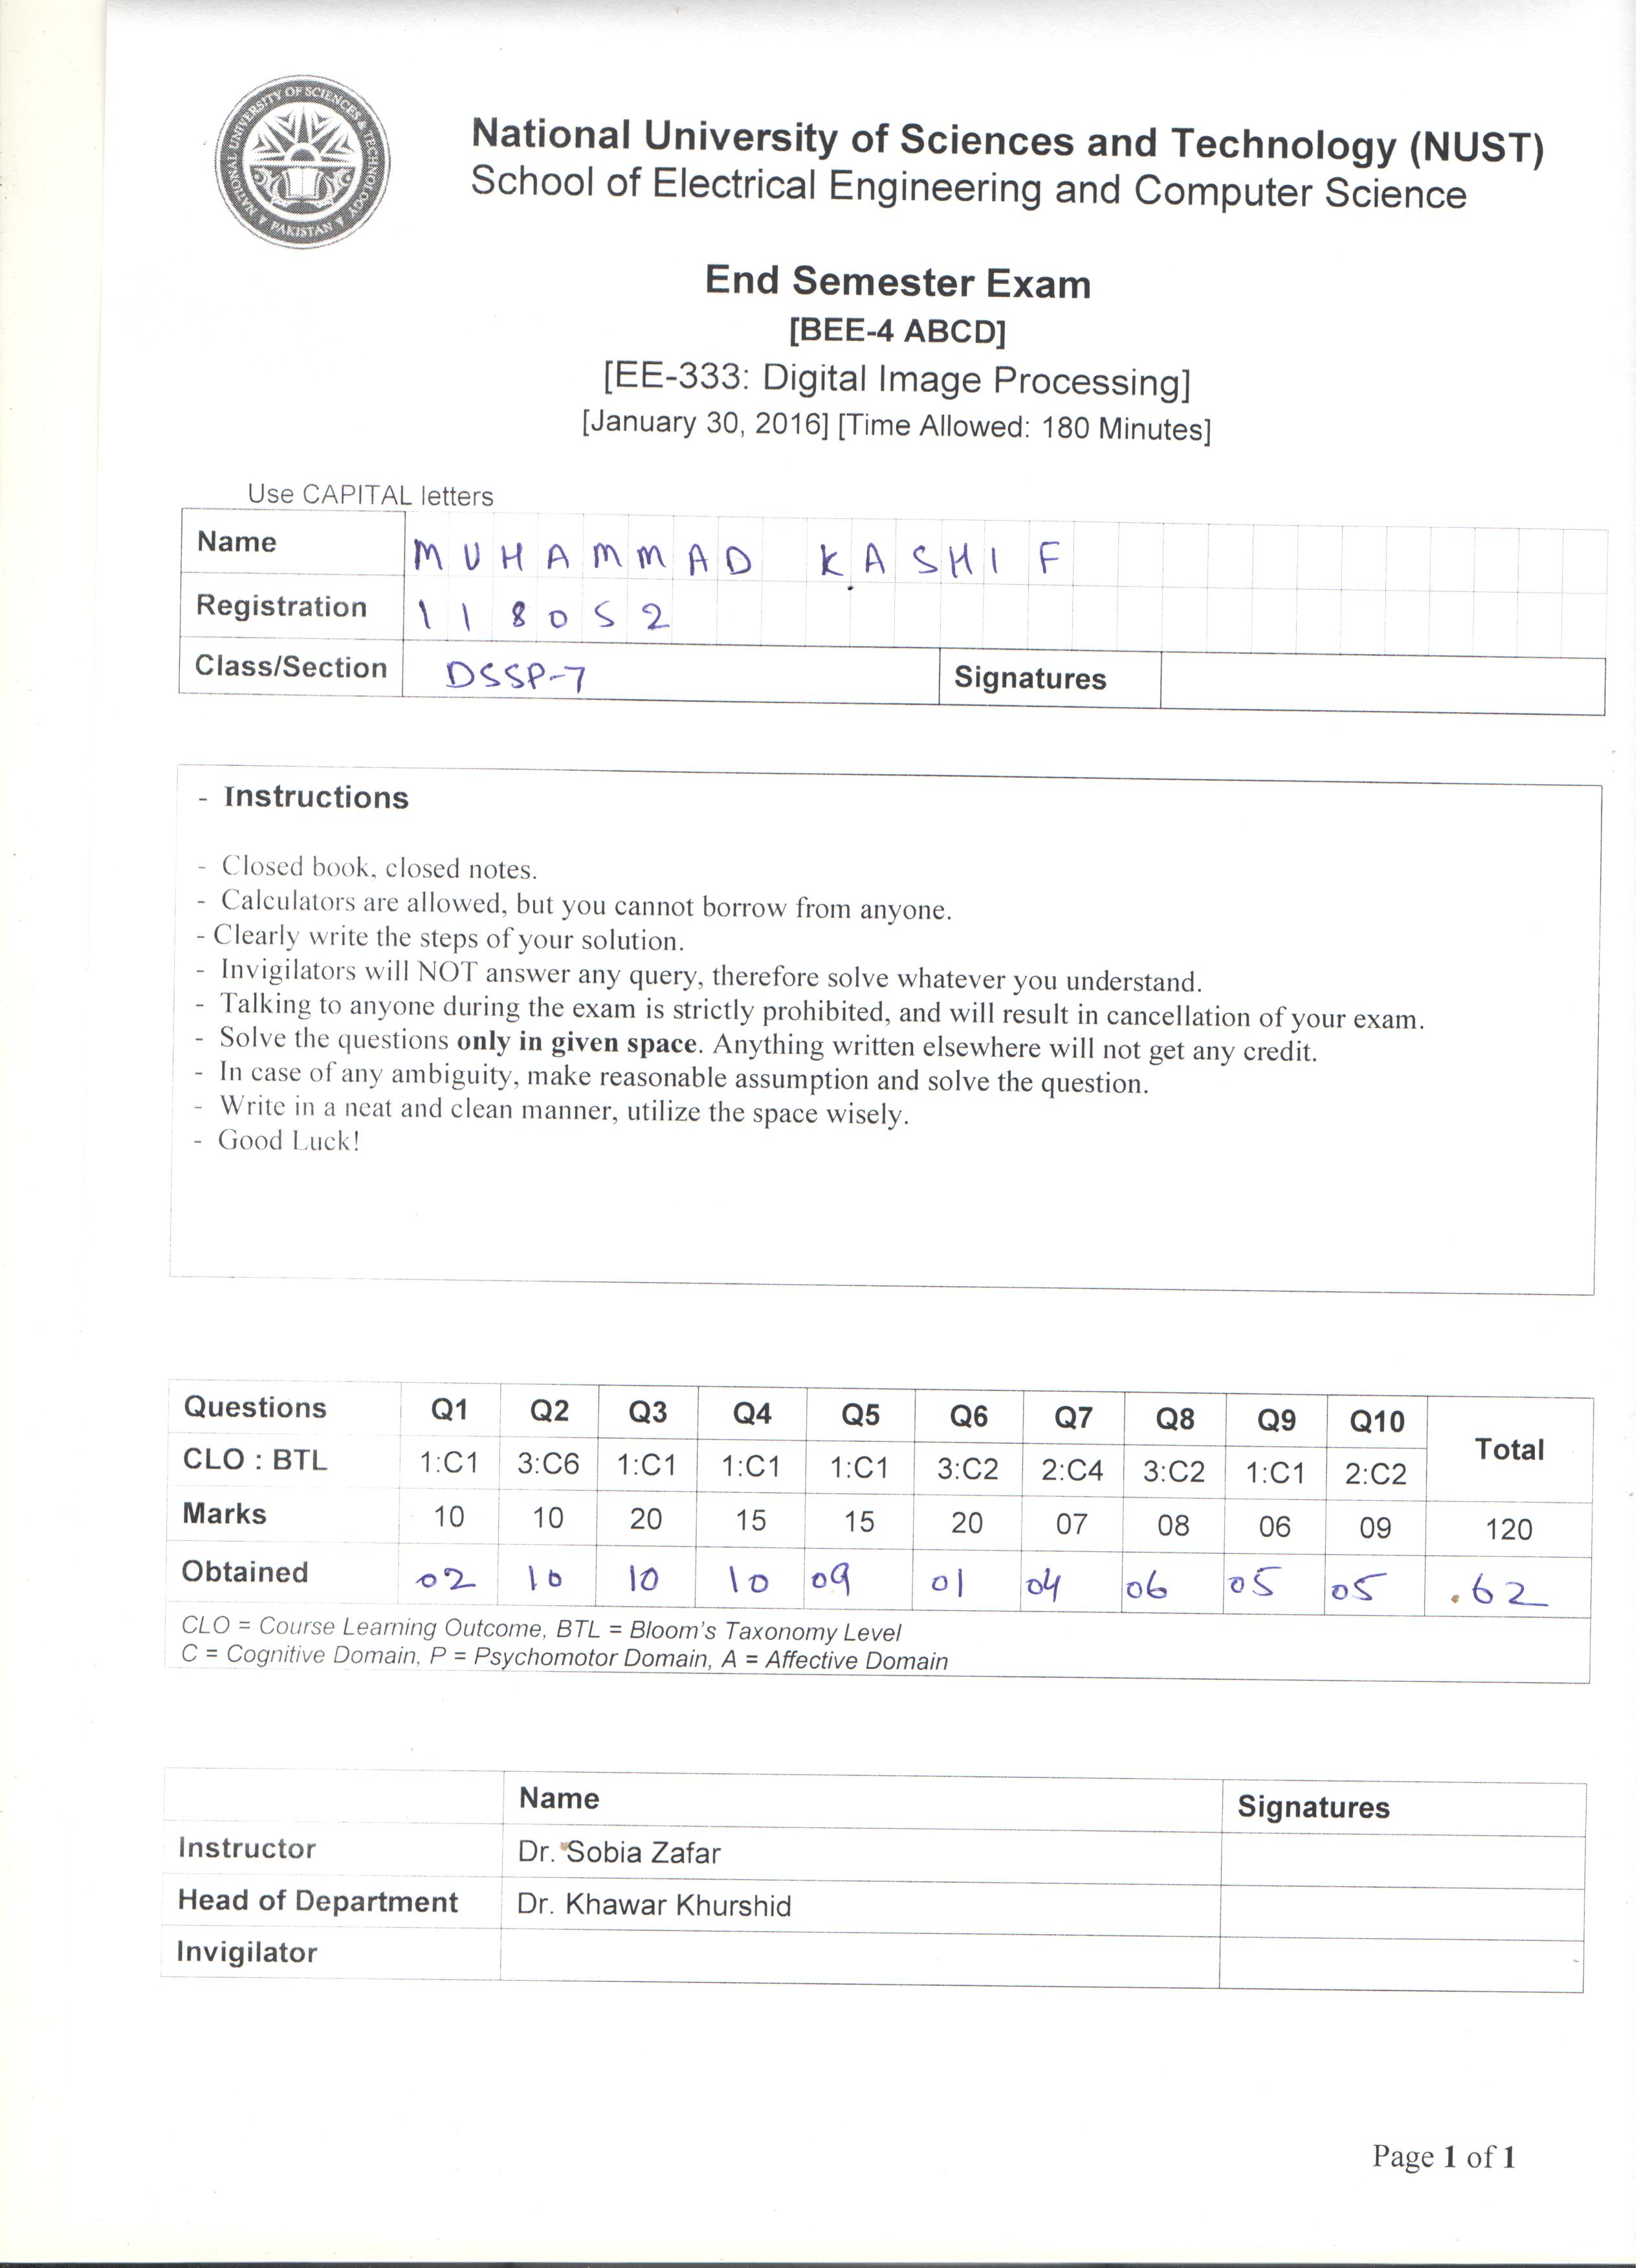 NATIONAL UNIVERSITY OF SCIENCES & TECHNOLOGY
PAKISTAN
National University of Sciences and Technology (NUST)
School of Electrical Engineering and Computer Science
End Semester Exam
[BEE-4 ABCD]
[EE-333: Digital Image Processing]
[January 30, 2016] [Time Allowed: 180 Minutes]
Use CAPITAL letters
Name MUHAMMAD KASHIF
Registration 118052
Class/Section DSSP-7 Signatures
- Instructions
- Closed book, closed notes.
- Calculators are allowed, but you cannot borrow from anyone.
- Clearly write the steps of your solution.
- Invigilators will NOT answer any query, therefore solve whatever you understand.
- Talking to anyone during the exam is strictly prohibited, and will result in cancellation of your exam.
- Solve the questions only in given space. Anything written elsewhere will not get any credit.
- In case of any ambiguity, make reasonable assumption and solve the question.
- Write in a neat and clean manner, utilize the space wisely.
- Good Luck!
Questions Q1 Q2 Q3 Q4 Q5 Q6 Q7 Q8 Q9 Q10 Total
CLO : BTL 1:C1 3:C6 1:C1 1:C1 1:C1 3:C2 2:C4 3:C2 1:C1 2:C2
Marks 10 10 20 15 15 20 07 08 06 09 120
Obtained 02 10 10 10 09 01 04 06 05 05 62
CLO = Course Learning Outcome, BTL = Bloom's Taxonomy Level
C = Cognitive Domain, P = Psychomotor Domain, A = Affective Domain
Name Signatures
Instructor Dr. Sobia Zafar
Head of Department Dr. Khawar Khurshid
Invigilator
Page 1 of 1